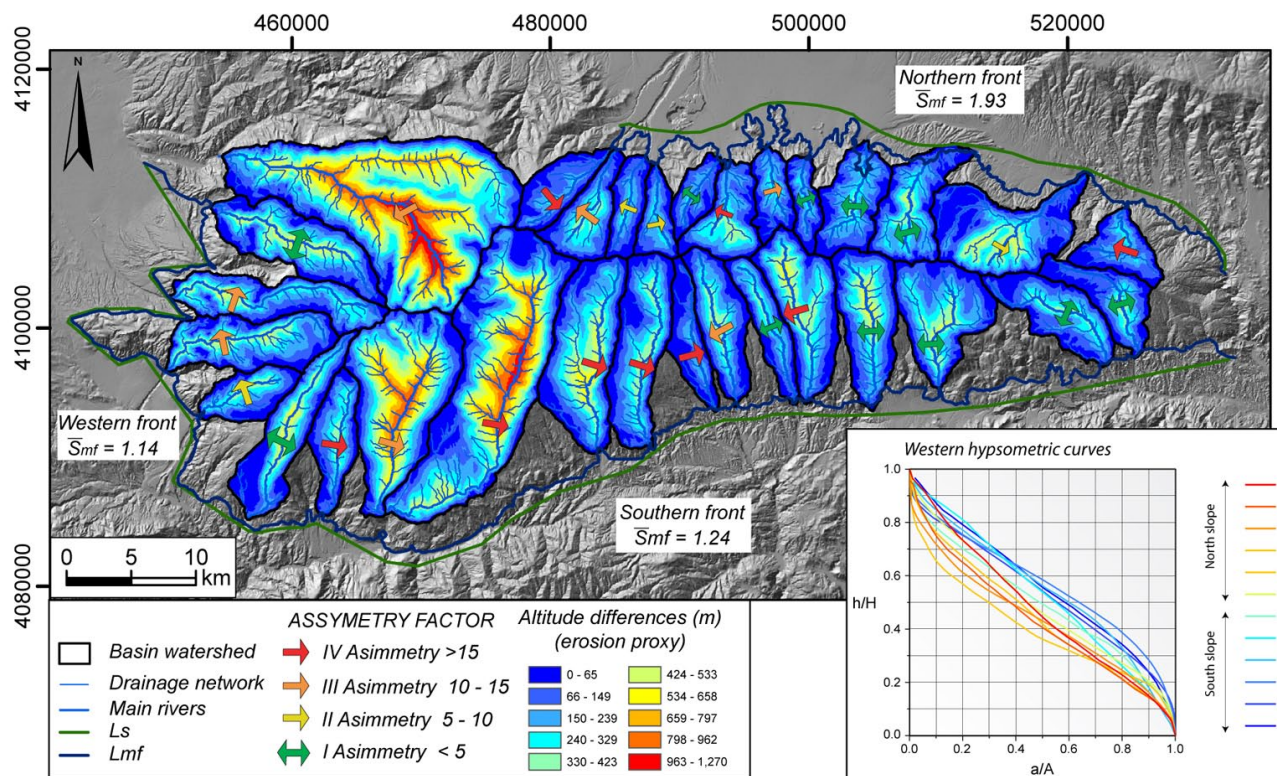 460000
480000
500000
520000
4120000
4100000
4080000
N
Northern front
S̅mf = 1.93
Western front
S̅mf = 1.14
Southern front
S̅mf = 1.24
0 5 10
km
Basin watershed
Drainage network
Main rivers
Ls
Lmf
ASSYMETRY FACTOR
IV Asimmetry >15
III Asimmetry 10 - 15
II Asimmetry 5 - 10
I Asimmetry < 5
Altitude differences (m)
(erosion proxy)
0 - 65
66 - 149
150 - 239
240 - 329
330 - 423
424 - 533
534 - 658
659 - 797
798 - 962
963 - 1,270
Western hypsometric curves
1.0
0.8
0.6
h/H
0.4
0.2
0.0
0.0 0.2 0.4 0.6 0.8 1.0
a/A
North slope
South slope